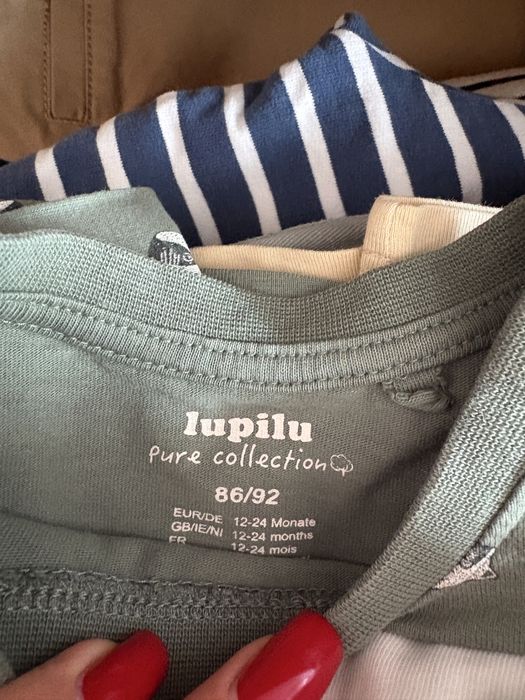 lupilu
pure collection
86/92
EUR/DE 12-24 Monate
GB/IE/NI 12-24 months
FR 12-24 mois